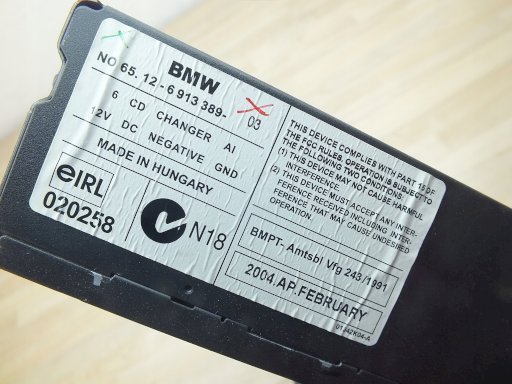 BMW
NO 65. 12 - 6 913 389-
03
6 CD CHANGER AI
12V DC NEGATIVE GND
MADE IN HUNGARY
eIRL
020258
N18
THIS DEVICE COMPLIES WITH PART 15 OF
THE FCC RULES. OPERATION IS SUBJECT TO
THE FOLLOWING TWO CONDITIONS:
(1) THIS DEVICE MAY NOT CAUSE HARMFUL
INTERFERENCE.
(2) THIS DEVICE MUST ACCEPT ANY INTER-
FERENCE RECEIVED INCLUDING INTER-
FERENCE THAT MAY CAUSE UNDESIRED
OPERATION.
BMPT, Amtsbl Vfg 243/1991
2004.AP.FEBRUARY